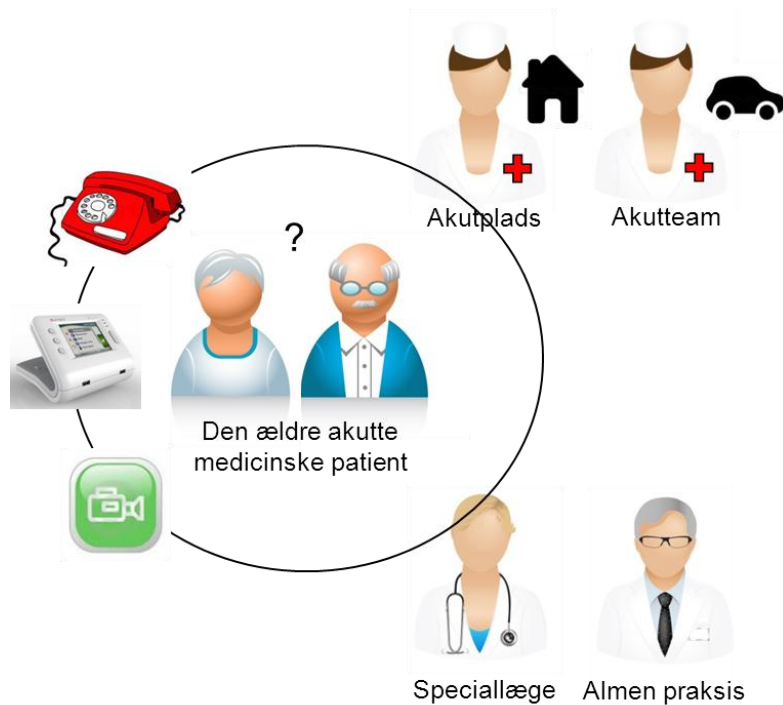 Akutplads
Akutteam
?
Den ældre akutte
medicinske patient
Speciallæge
Almen praksis